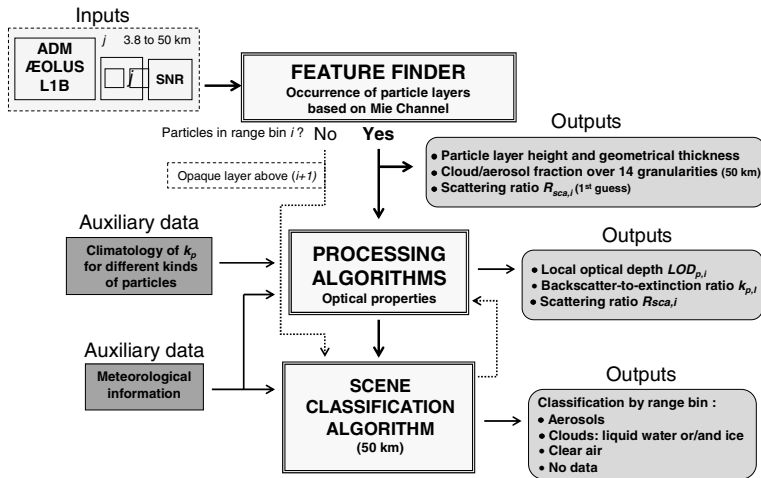 Inputs
ADM
ÆOLUS
L1B
j 3.8 to 50 km
j
SNR
FEATURE FINDER
Occurrence of particle layers
based on Mie Channel
Particles in range bin i ? No Yes
Opaque layer above (i+1)
Outputs
● Particle layer height and geometrical thickness
● Cloud/aerosol fraction over 14 granularities (50 km)
● Scattering ratio Rsca,i (1st guess)
Auxiliary data
Climatology of kp
for different kinds
of particles
PROCESSING
ALGORITHMS
Optical properties
Outputs
● Local optical depth LODp,i
● Backscatter-to-extinction ratio kp,I
● Scattering ratio Rsca,i
Auxiliary data
Meteorological
information
SCENE
CLASSIFICATION
ALGORITHM
(50 km)
Outputs
Classification by range bin :
● Aerosols
● Clouds: liquid water or/and ice
● Clear air
● No data